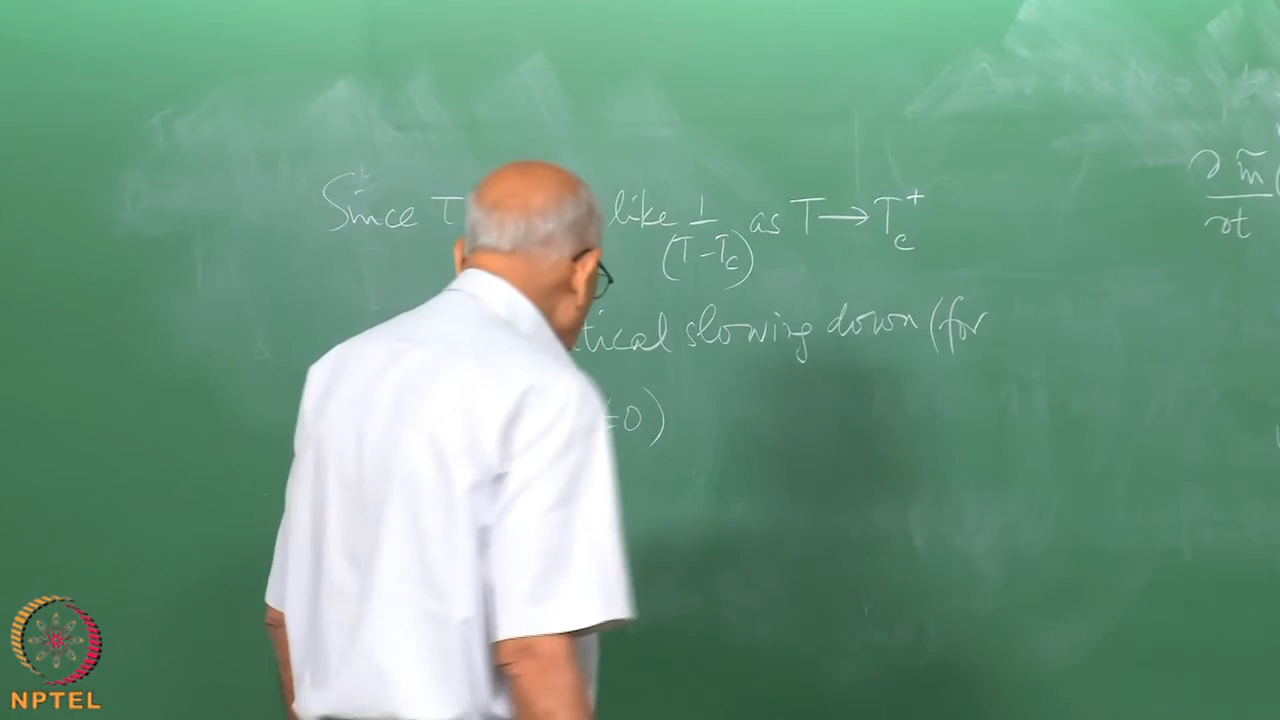 Since T like 1/(T-Tc) as T → Tc+
tical slowing down (for
≠0)
∂m̃(
∂t
NPTEL